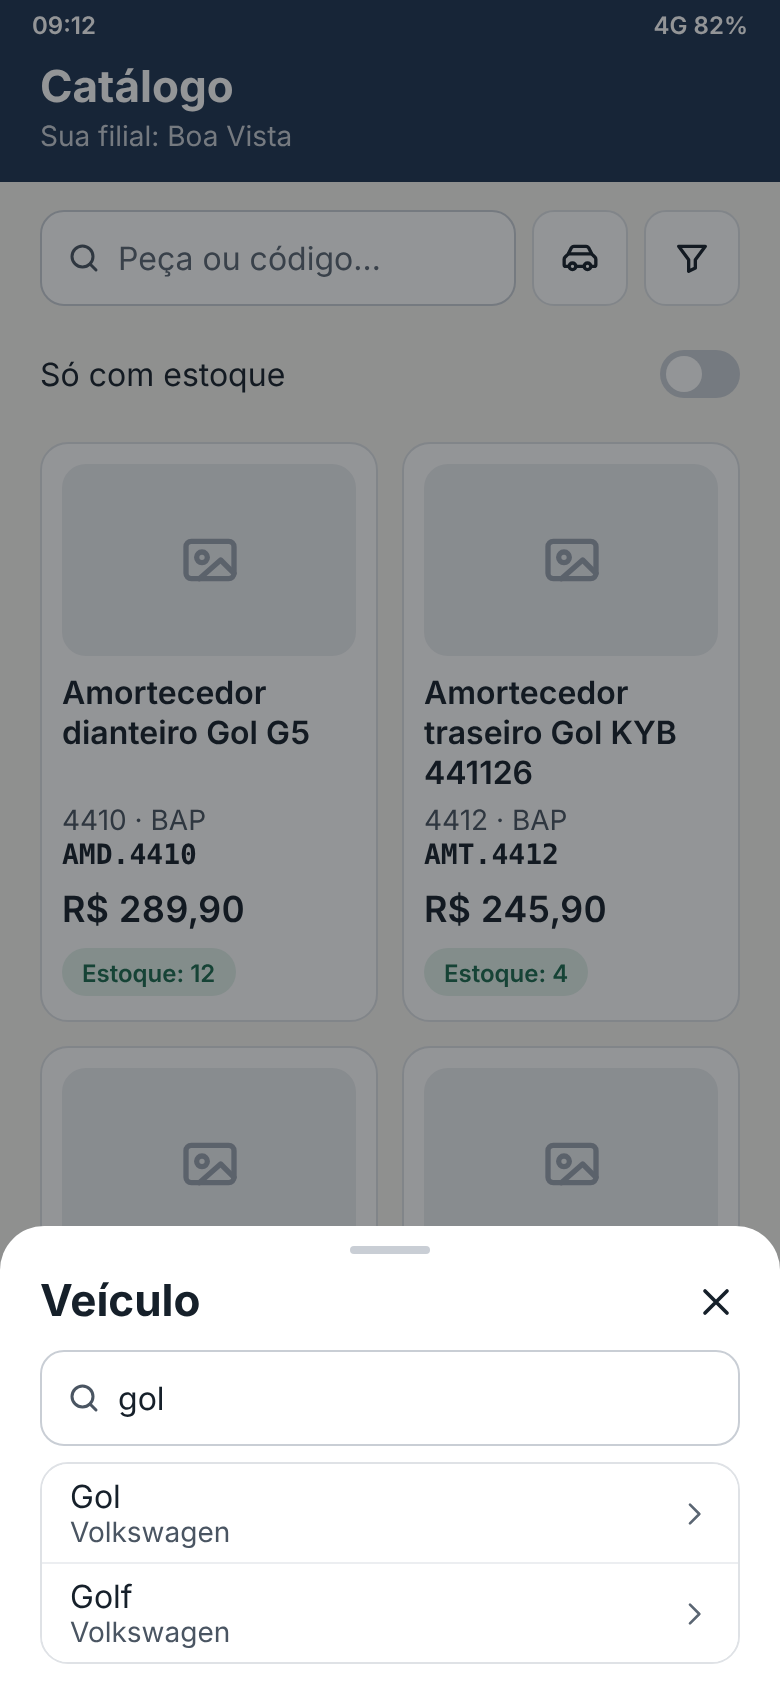 09:12
4G 82%
Catálogo
Sua filial: Boa Vista
Peça ou código...
Só com estoque
Amortecedor
dianteiro Gol G5
4410 · BAP
AMD.4410
R$ 289,90
Estoque: 12
Amortecedor
traseiro Gol KYB
441126
4412 · BAP
AMT.4412
R$ 245,90
Estoque: 4
Veículo
gol
Gol
Volkswagen
Golf
Volkswagen